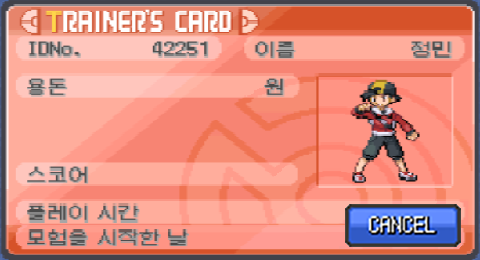 TRAINER'S CARD
IDNo. 42251 이름 정민
용돈 원
스코어
플레이 시간
모험을 시작한 날
CANCEL